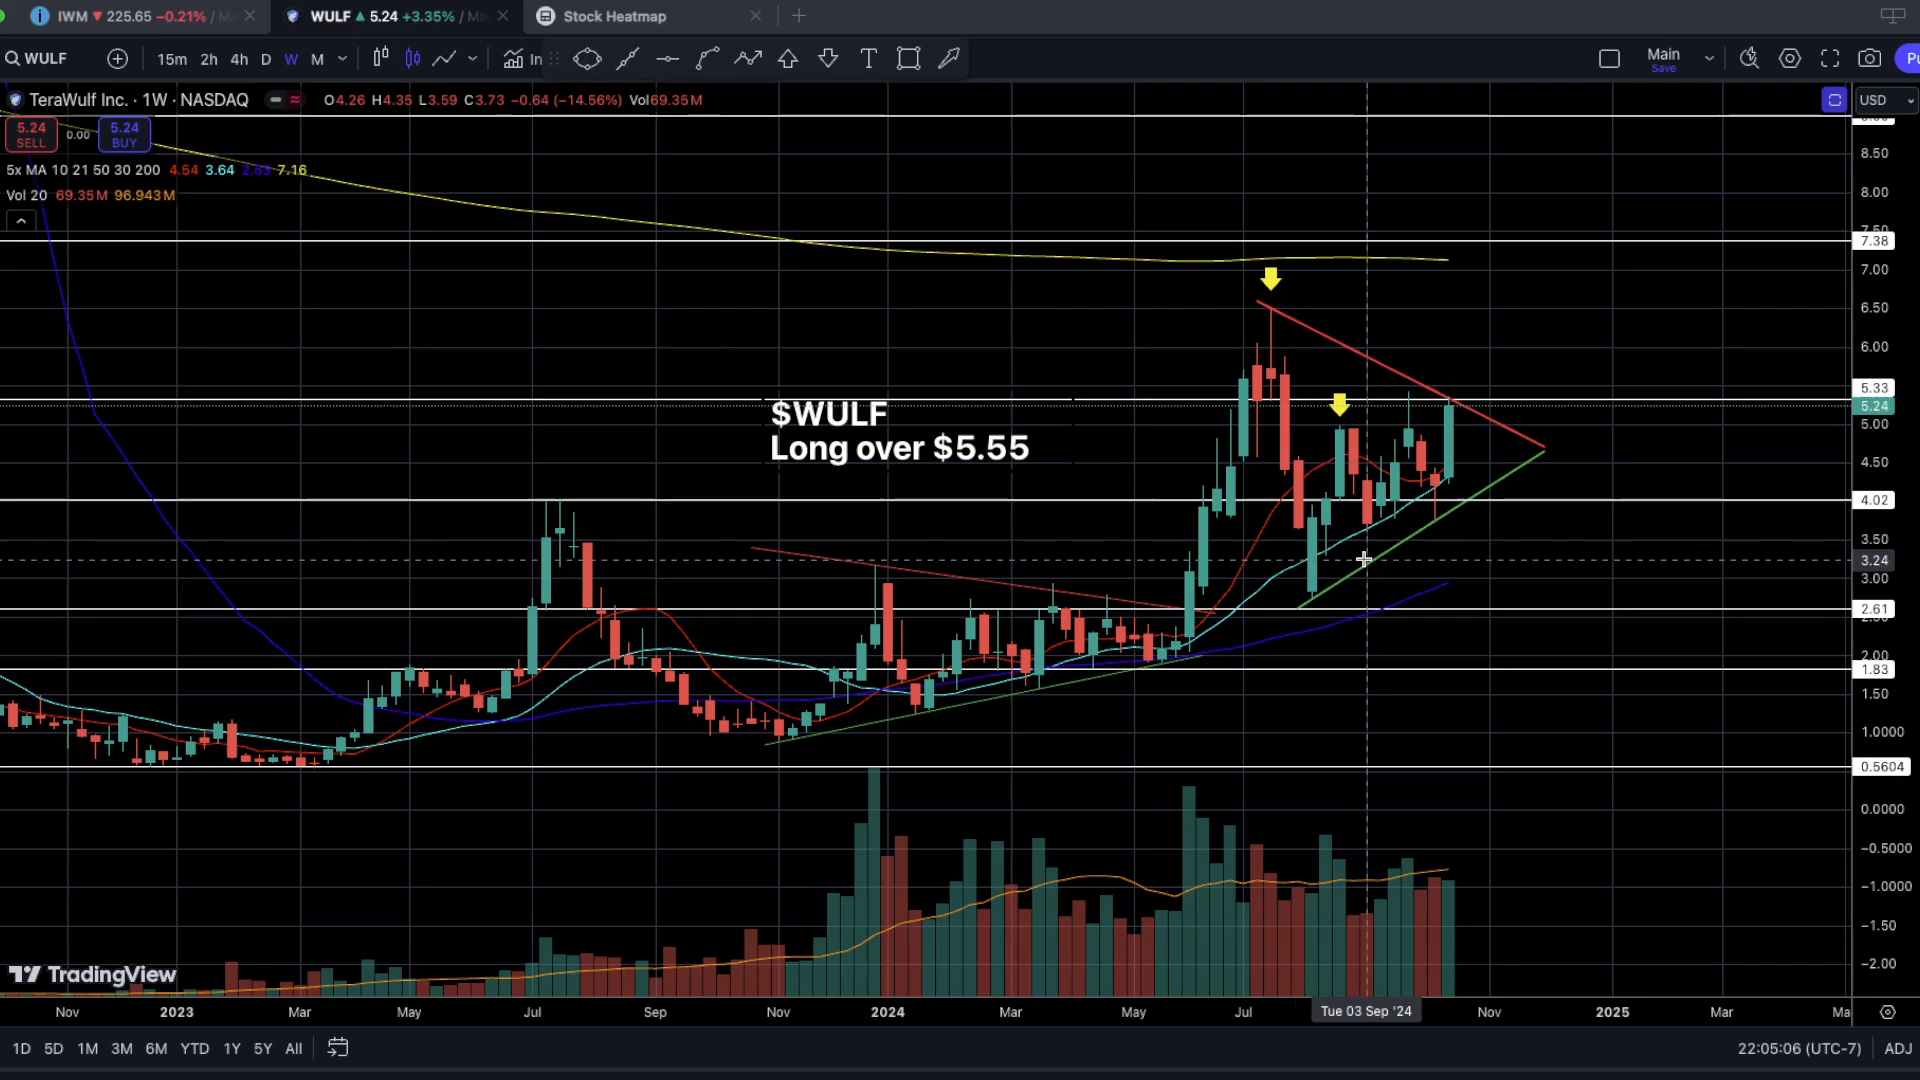 IWM ▼ 225.65 −0.21% / M
WULF ▲ 5.24 +3.35% / Ma
Stock Heatmap
WULF
15m 2h 4h D W M
In
T
Main
Save
Pu
TeraWulf Inc. · 1W · NASDAQ
O4.26 H4.35 L3.59 C3.73 −0.64 (−14.56%) Vol69.35M
USD
5.24
SELL
0.00
5.24
BUY
5x MA 10 21 50 30 200 4.54 3.64 2.63 7.16
Vol 20 69.35M 96.943M
$WULF
Long over $5.55
8.50
8.00
7.38
7.00
6.50
6.00
5.33
5.24
5.00
4.50
4.02
3.50
3.24
3.00
2.61
2.00
1.83
1.50
1.0000
0.5604
0.0000
−0.5000
−1.0000
−1.50
−2.00
TradingView
Nov 2023 Mar May Jul Sep Nov 2024 Mar May Jul Tue 03 Sep '24 Nov 2025 Mar Ma
1D 5D 1M 3M 6M YTD 1Y 5Y All
22:05:06 (UTC-7) ADJ